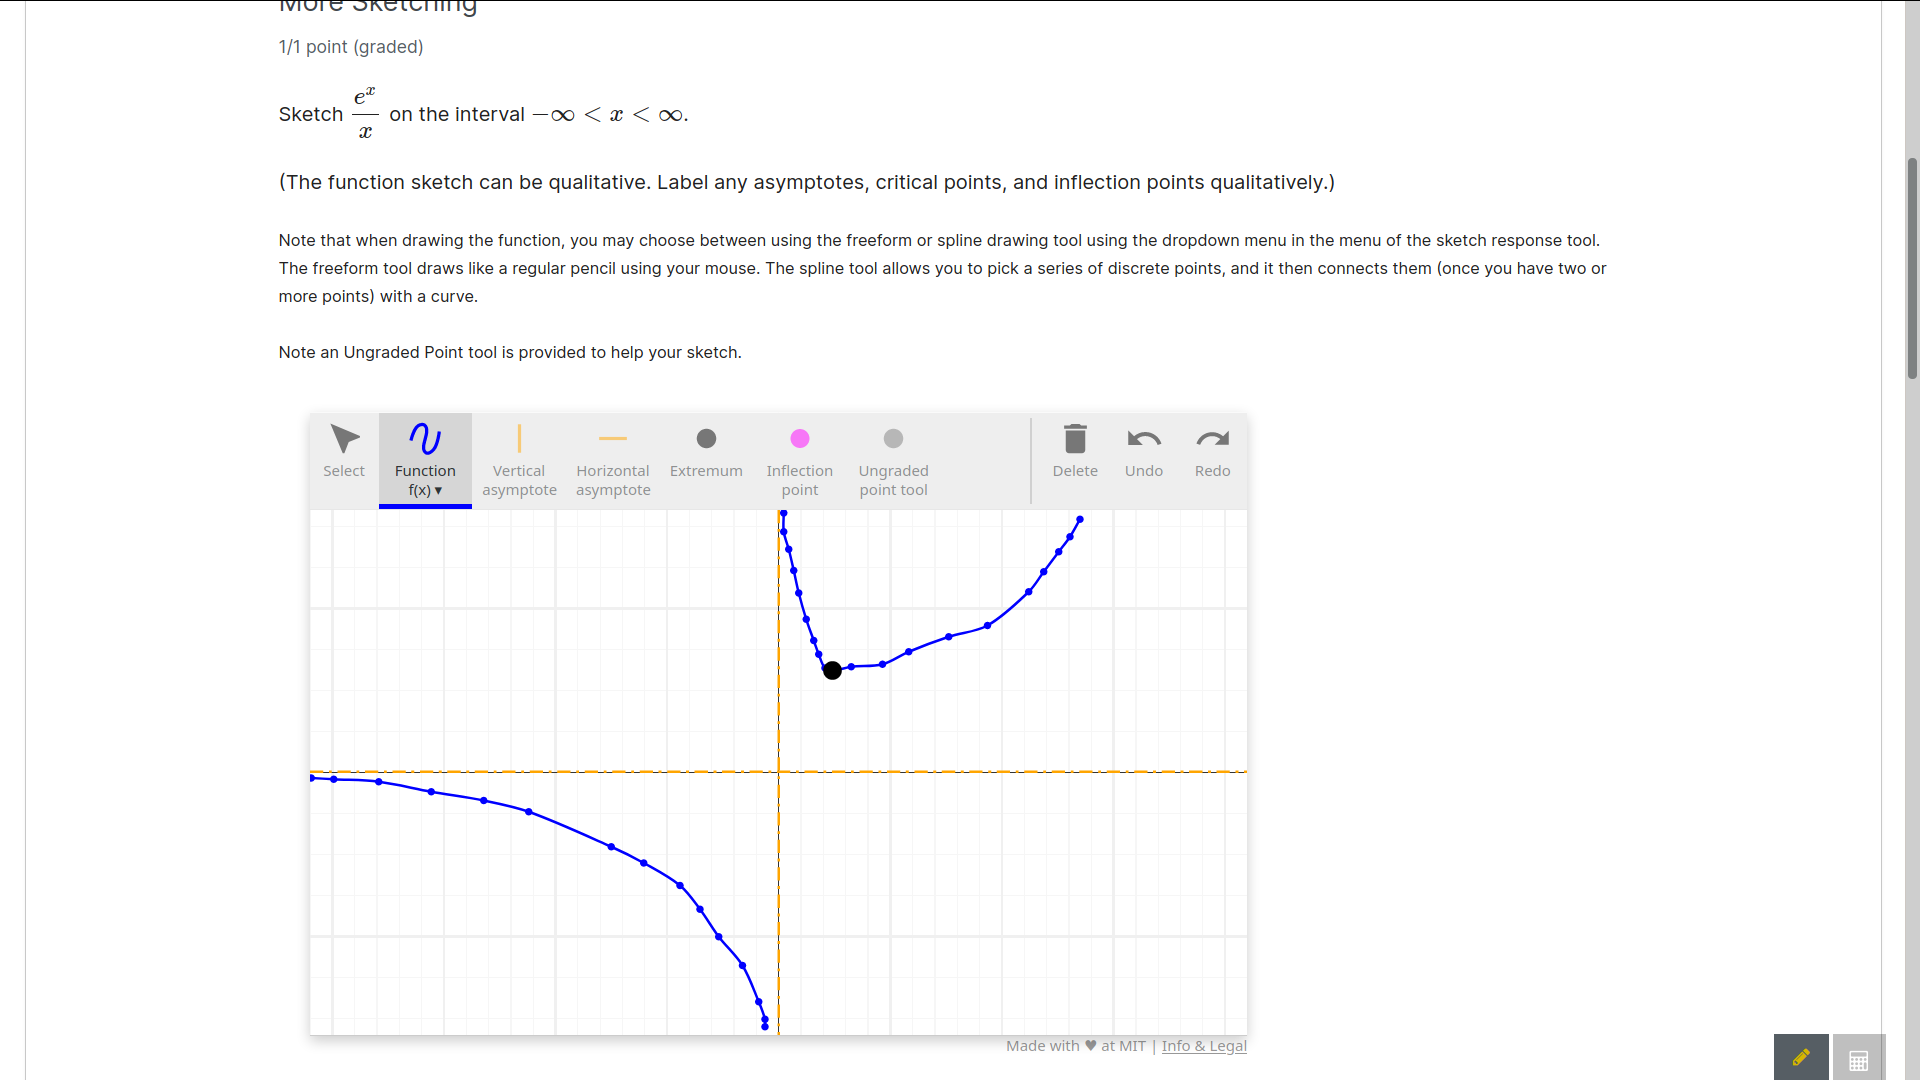 More Sketching
1/1 point (graded)
Sketch e^x/x on the interval −∞ < x < ∞.
(The function sketch can be qualitative. Label any asymptotes, critical points, and inflection points qualitatively.)
Note that when drawing the function, you may choose between using the freeform or spline drawing tool using the dropdown menu in the menu of the sketch response tool.
The freeform tool draws like a regular pencil using your mouse. The spline tool allows you to pick a series of discrete points, and it then connects them (once you have two or
more points) with a curve.
Note an Ungraded Point tool is provided to help your sketch.
Select
Function
f(x) ▾
Vertical
asymptote
Horizontal
asymptote
Extremum
Inflection
point
Ungraded
point tool
Delete
Undo
Redo
Made with ♥ at MIT | Info & Legal